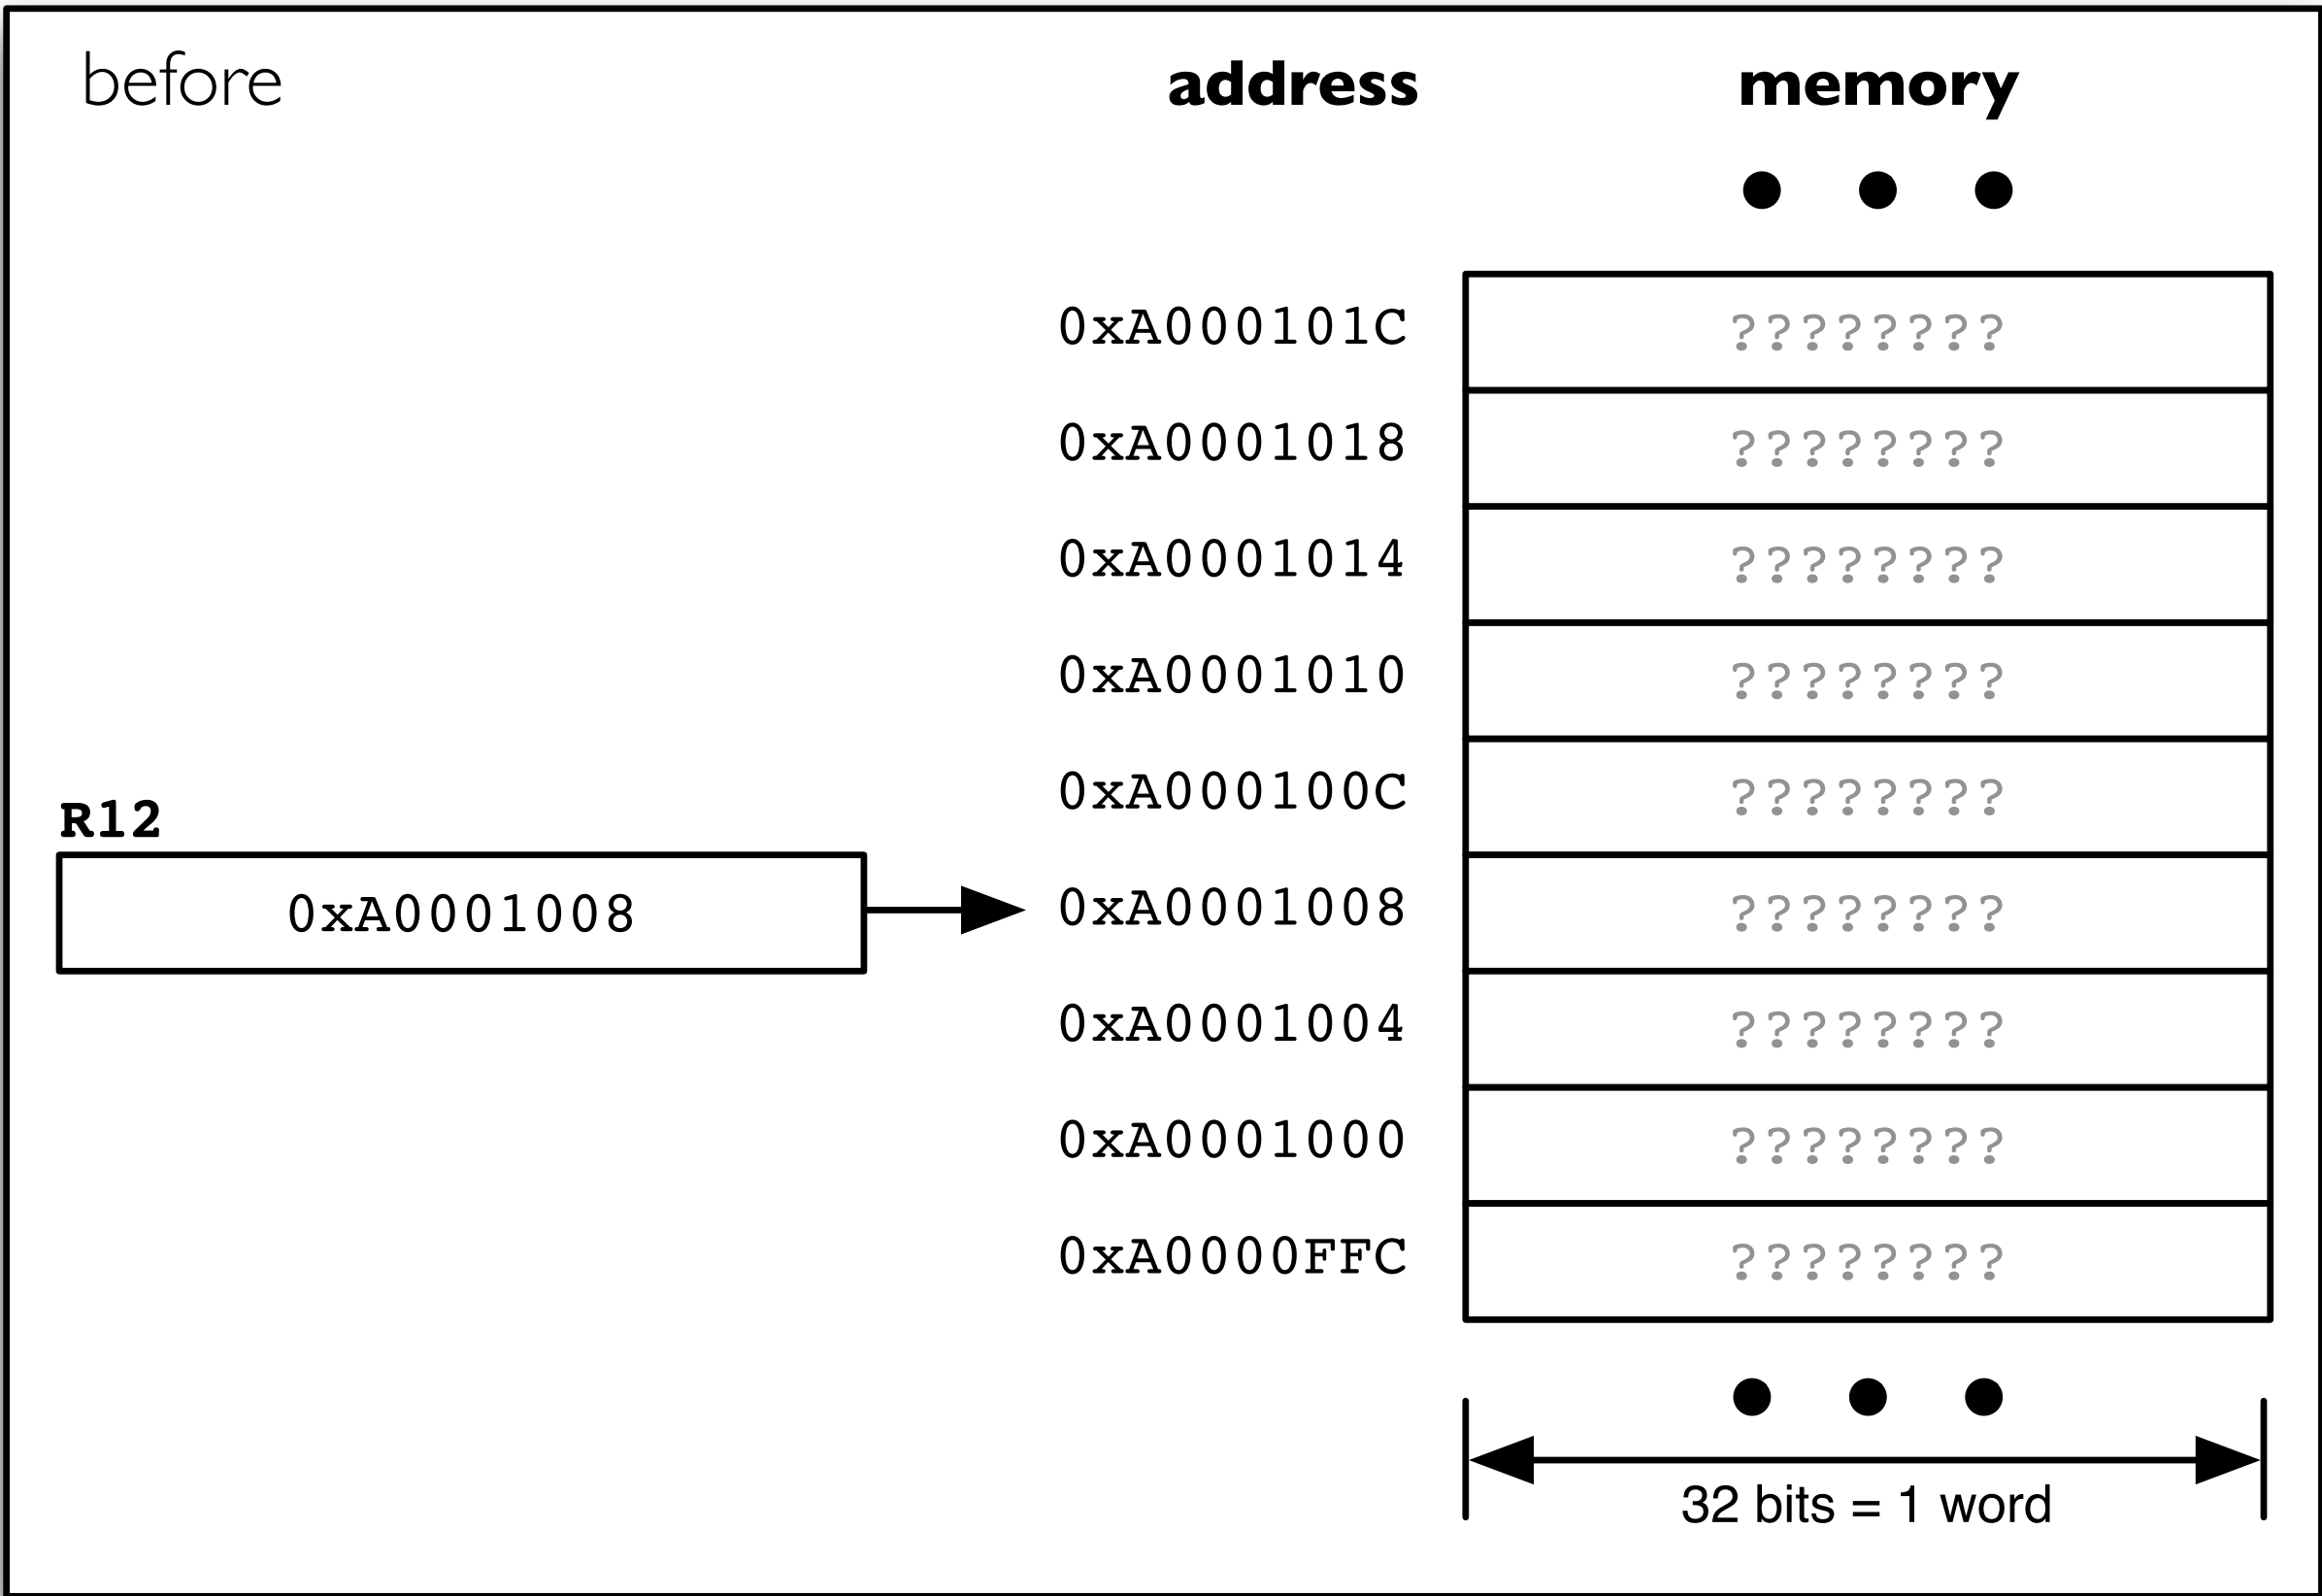 before address memory
0xA000101C ????????
0xA0001018 ????????
0xA0001014 ????????
0xA0001010 ????????
0xA000100C ????????
R12
0xA0001008 0xA0001008 ????????
0xA0001004 ????????
0xA0001000 ????????
0xA0000FFC ????????
32 bits = 1 word